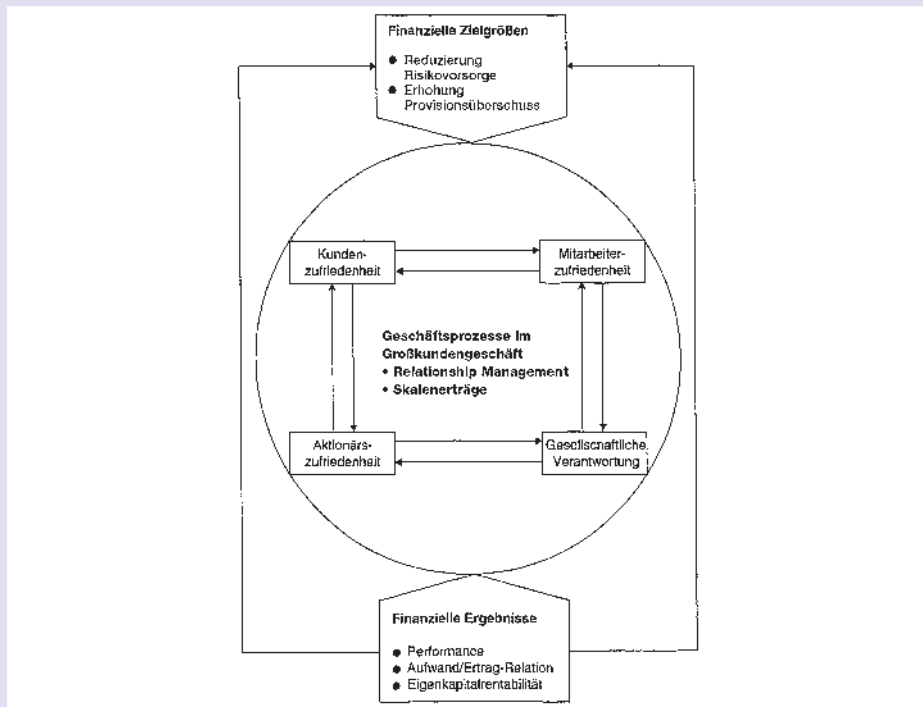 Finanzielle Zielgrößen
● Reduzierung
Risikovorsorge
● Erhohung
Provisionsüberschuss
Kunden-
zufriedenheit
Mitarbeiter-
zufriedenheit
Geschäftsprozesse im
Großkundengeschäft
• Relationship Management
• Skalenerträge
Aktionärs-
zufriedenheit
Gesellschaftliche
Verantwortung
Finanzielle Ergebnisse
● Performance
● Aufwand/Ertrag-Relation
● Eigenkapitalrentabilität